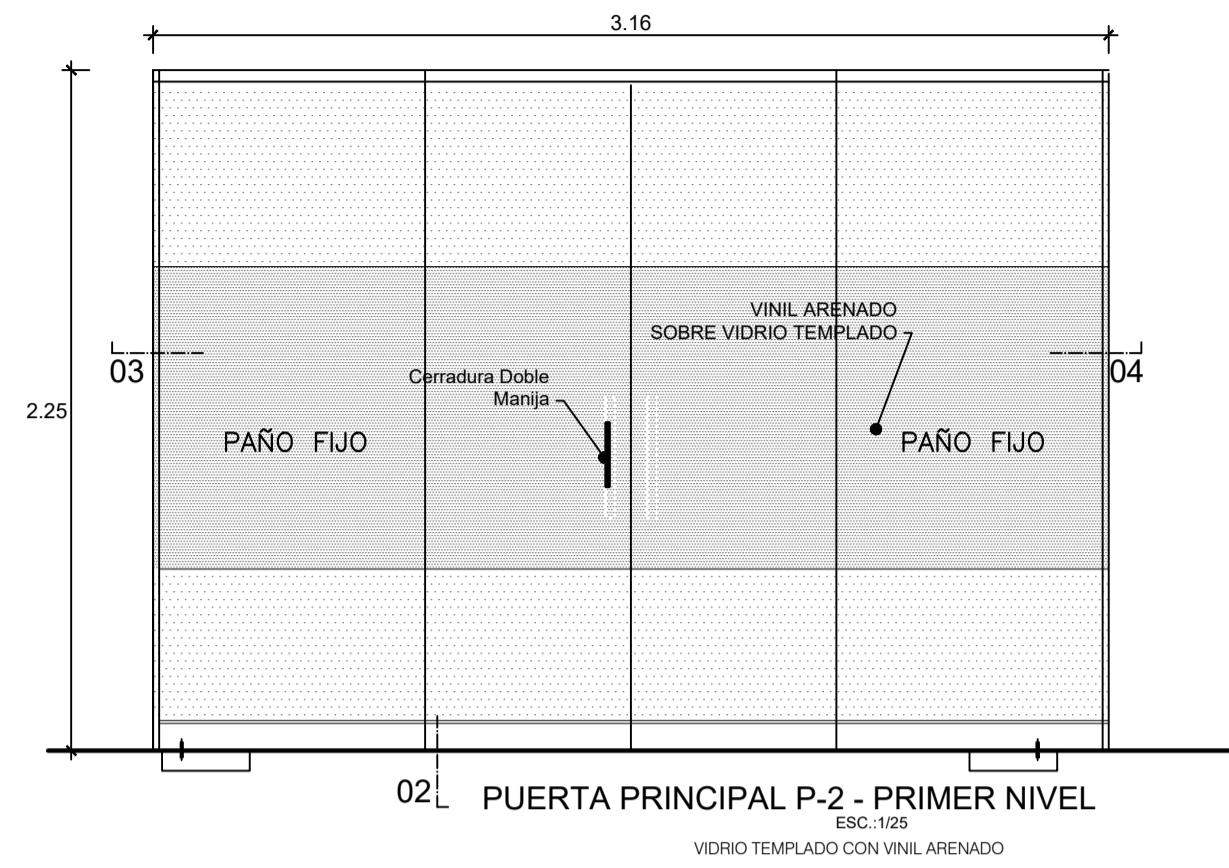 3.16
VINIL ARENADO
SOBRE VIDRIO TEMPLADO
03
04
Cerradura Doble
Manija
2.25
PAÑO FIJO
PAÑO FIJO
02
PUERTA PRINCIPAL P-2 - PRIMER NIVEL
ESC.:1/25
VIDRIO TEMPLADO CON VINIL ARENADO